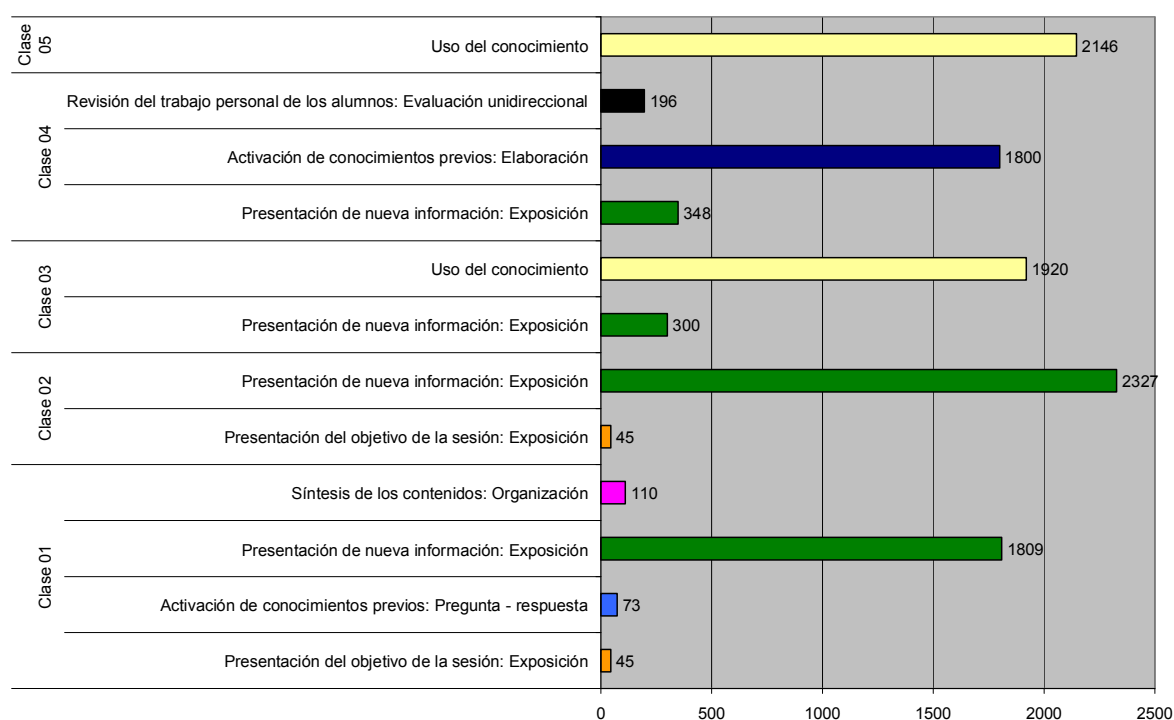 Clase
05
Uso del conocimiento
2146
Clase 04
Revisión del trabajo personal de los alumnos: Evaluación unidireccional
196
Activación de conocimientos previos: Elaboración
1800
Presentación de nueva información: Exposición
348
Clase 03
Uso del conocimiento
1920
Presentación de nueva información: Exposición
300
Clase 02
Presentación de nueva información: Exposición
2327
Presentación del objetivo de la sesión: Exposición
45
Clase 01
Síntesis de los contenidos: Organización
110
Presentación de nueva información: Exposición
1809
Activación de conocimientos previos: Pregunta - respuesta
73
Presentación del objetivo de la sesión: Exposición
45
0 500 1000 1500 2000 2500